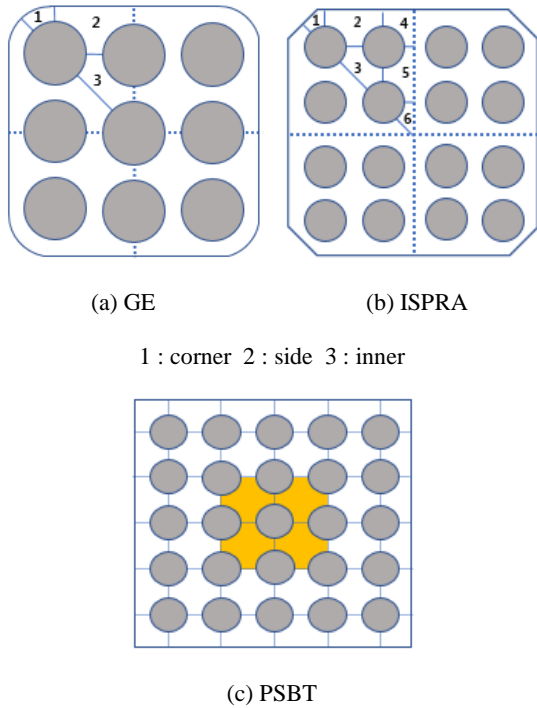 1 2
3
1 2 4
3 5
6
(a) GE (b) ISPRA
1 : corner 2 : side 3 : inner
(c) PSBT